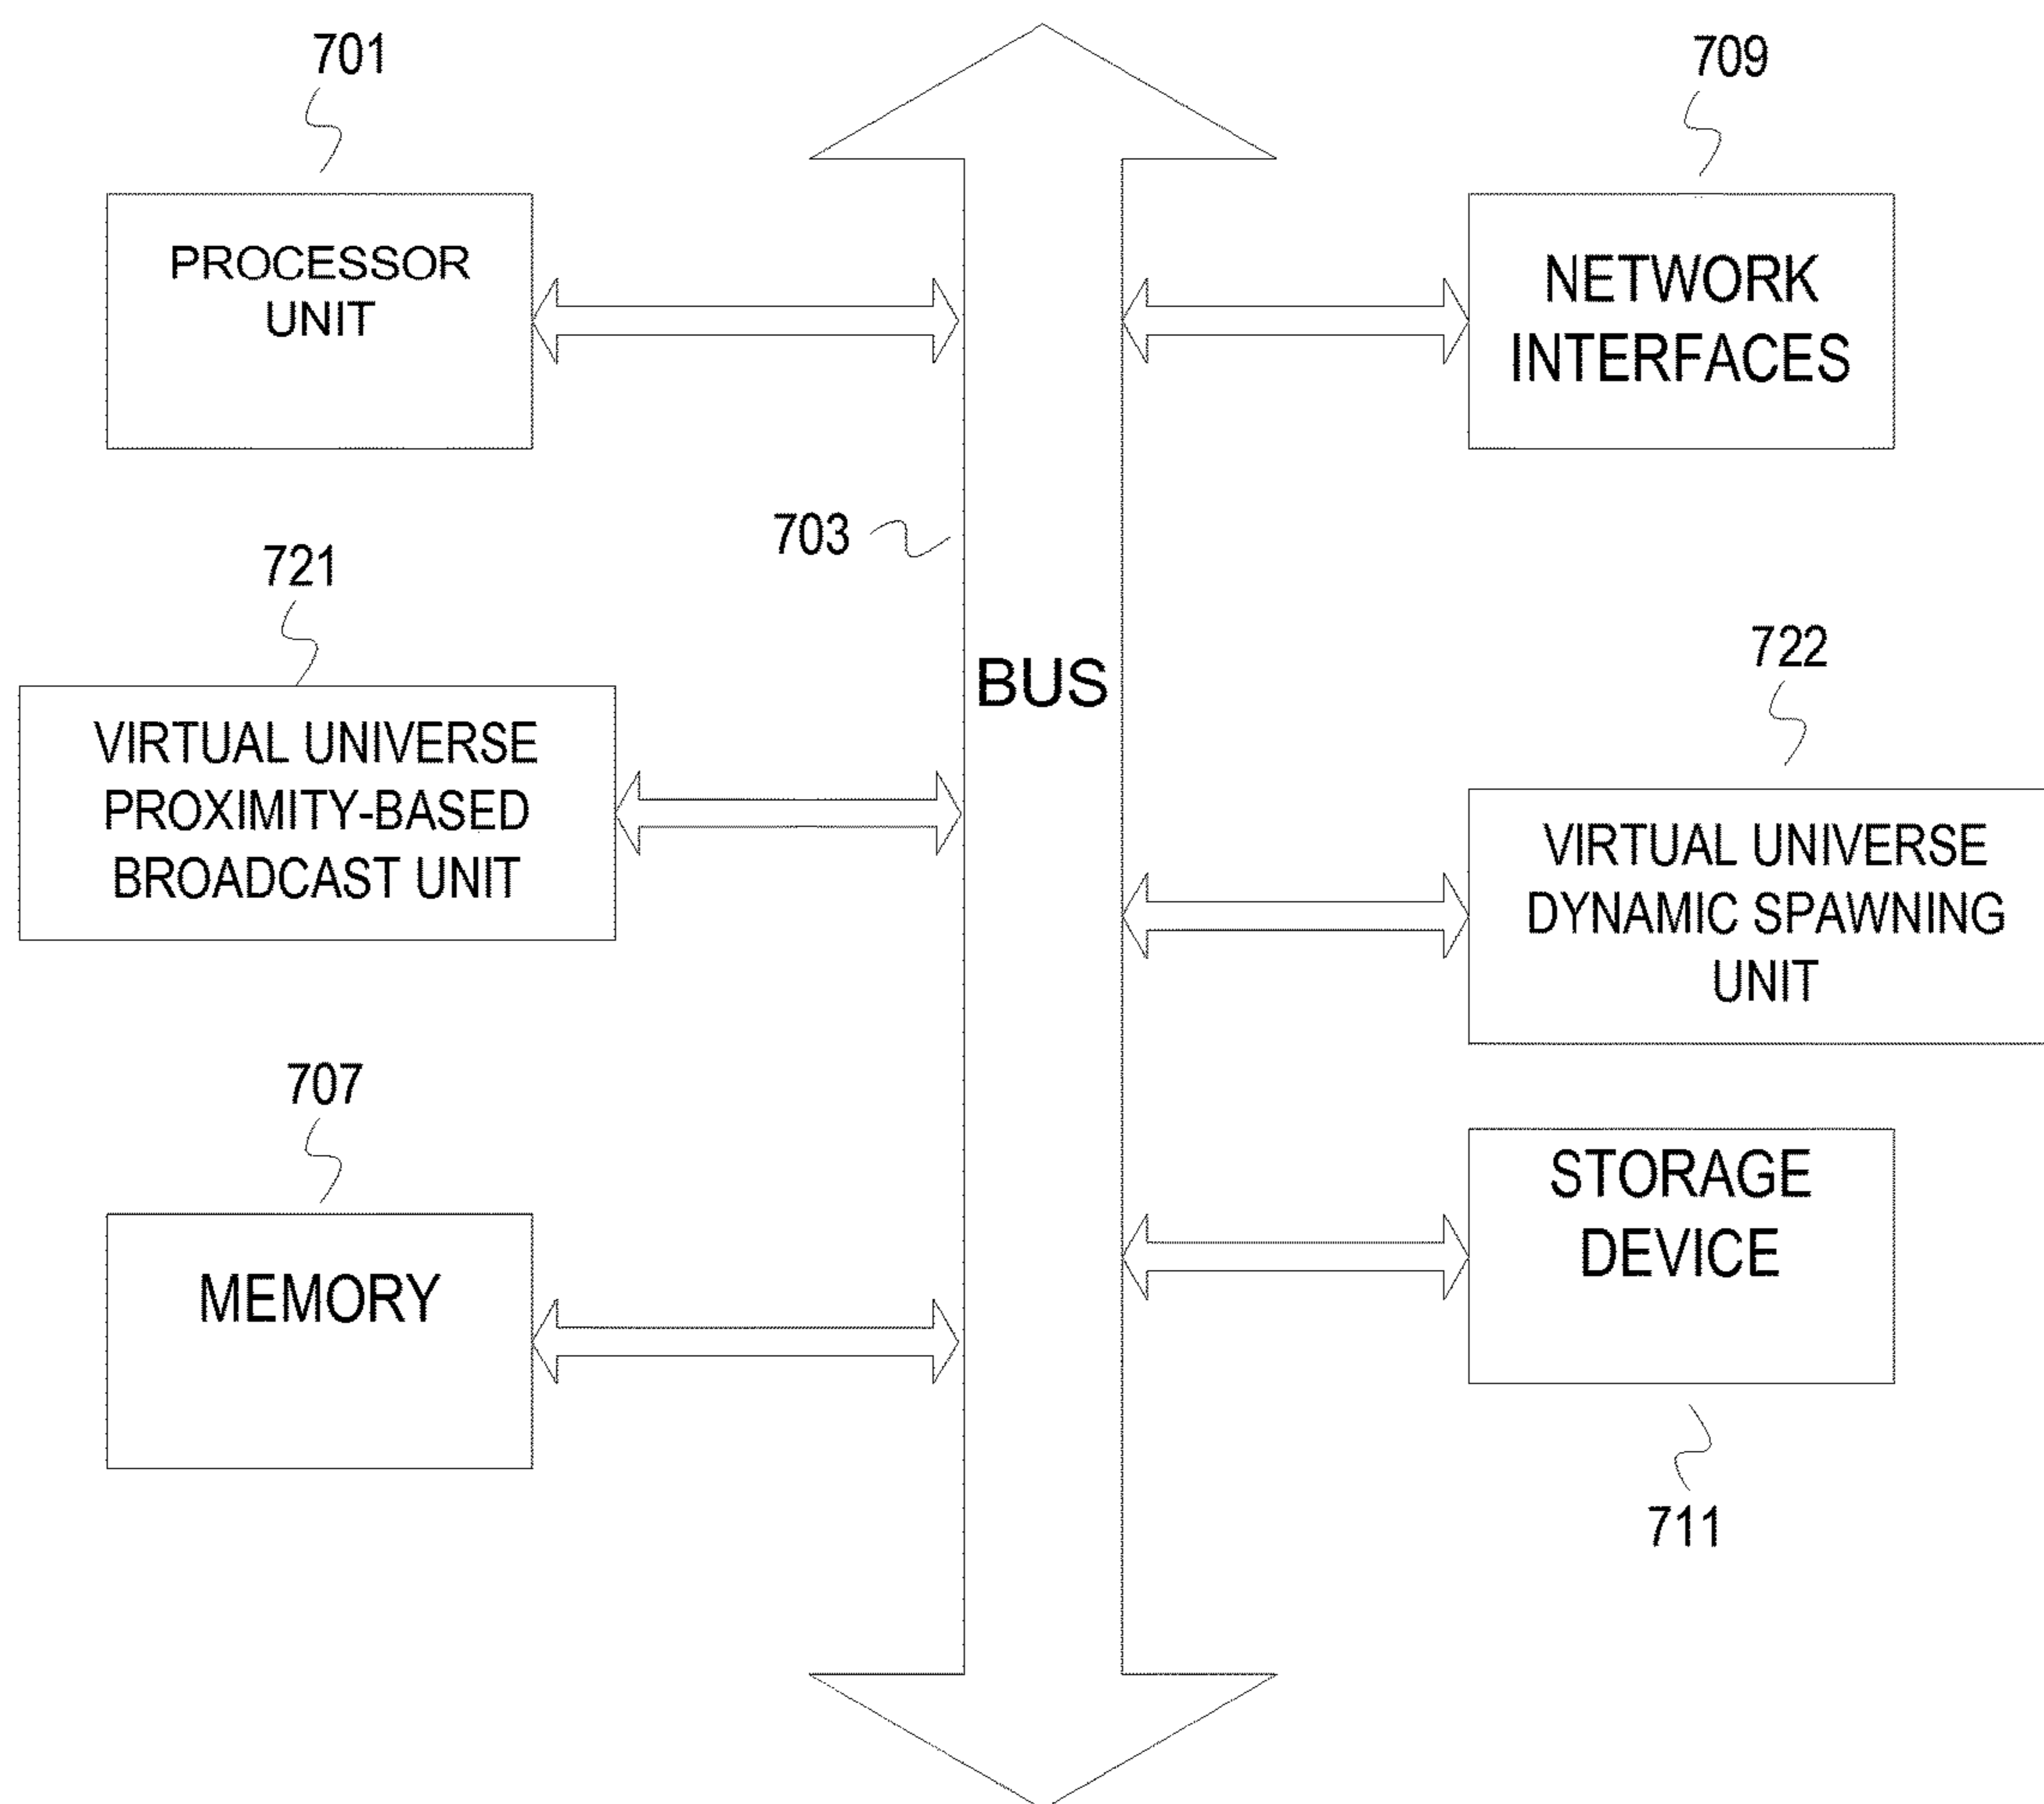 701
PROCESSOR
UNIT
709
NETWORK
INTERFACES
703
BUS
721
VIRTUAL UNIVERSE
PROXIMITY-BASED
BROADCAST UNIT
722
VIRTUAL UNIVERSE
DYNAMIC SPAWNING
UNIT
707
MEMORY
STORAGE
DEVICE
711